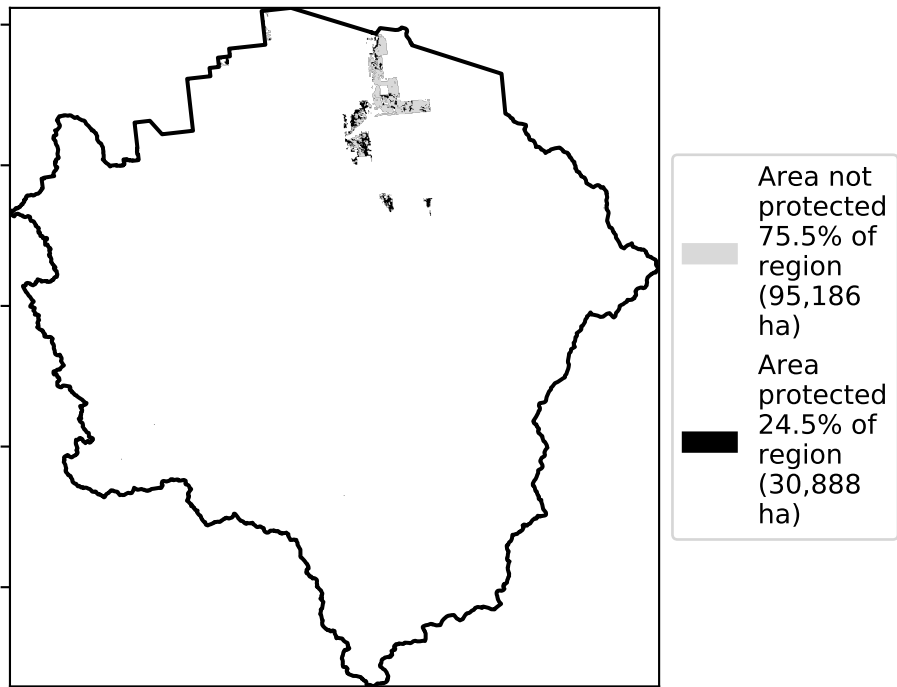 Area not
protected
75.5% of
region
(95,186
ha)
Area
protected
24.5% of
region
(30,888
ha)